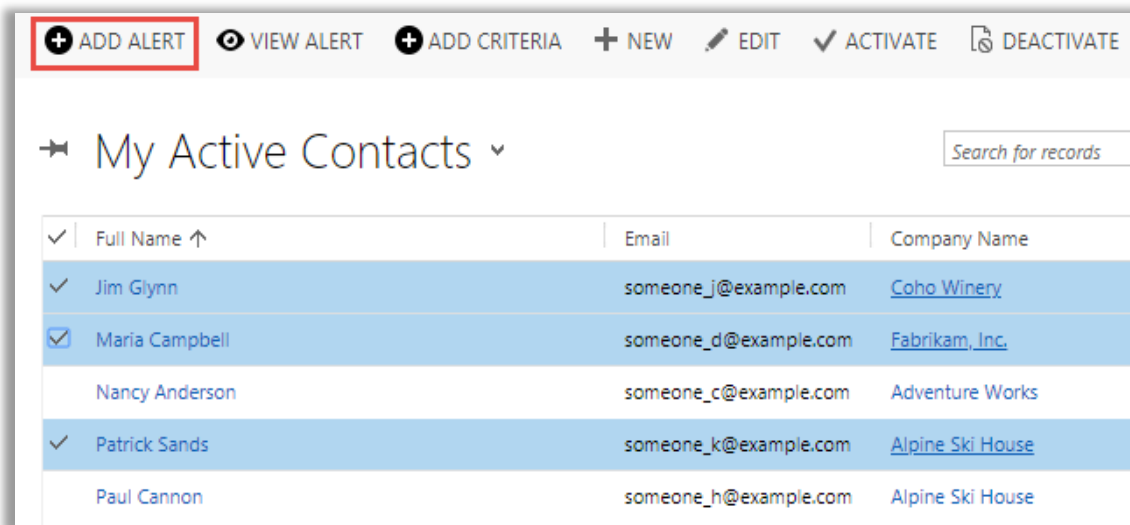 ADD ALERT VIEW ALERT ADD CRITERIA NEW EDIT ACTIVATE DEACTIVATE
My Active Contacts
Search for records
Full Name Email Company Name
Jim Glynn someone_j@example.com Coho Winery
Maria Campbell someone_d@example.com Fabrikam, Inc.
Nancy Anderson someone_c@example.com Adventure Works
Patrick Sands someone_k@example.com Alpine Ski House
Paul Cannon someone_h@example.com Alpine Ski House